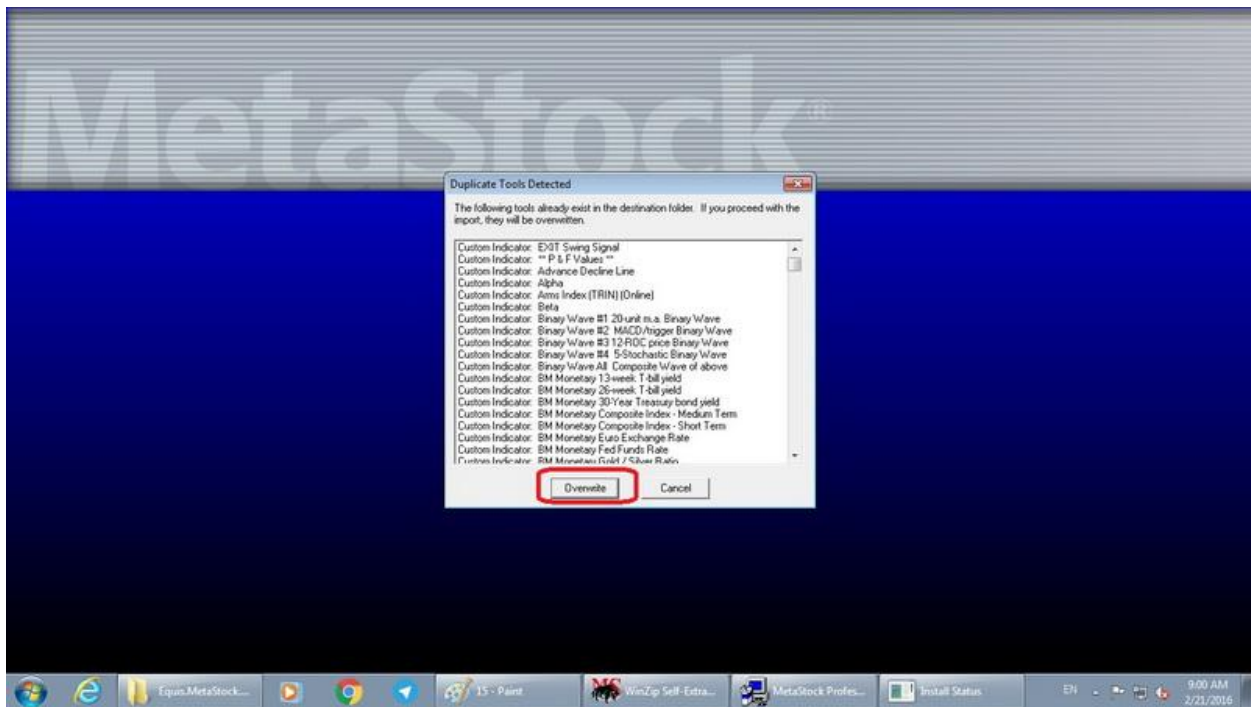 MetaStock®
Duplicate Tools Detected
The following tools already exist in the destination folder. If you proceed with the
import, they will be overwritten.
Custom Indicator: EXIT Swing Signal
Custom Indicator: ** P & F Values **
Custom Indicator: Advance Decline Line
Custom Indicator: Alpha
Custom Indicator: Arms Index (TRIN) (Online)
Custom Indicator: Beta
Custom Indicator: Binary Wave #1 20-unit m.a. Binary Wave
Custom Indicator: Binary Wave #2 MACD/trigger Binary Wave
Custom Indicator: Binary Wave #3 12-ROC price Binary Wave
Custom Indicator: Binary Wave #4 5-Stochastic Binary Wave
Custom Indicator: Binary Wave All Composite Wave of above
Custom Indicator: BM Monetary 13-week T-bill yield
Custom Indicator: BM Monetary 26-week T-bill yield
Custom Indicator: BM Monetary 30-Year Treasury bond yield
Custom Indicator: BM Monetary Composite Index - Medium Term
Custom Indicator: BM Monetary Composite Index - Short Term
Custom Indicator: BM Monetary Euro Exchange Rate
Custom Indicator: BM Monetary Fed Funds Rate
Custom Indicator: BM Monetary Gold / Silver Ratio
Overwrite Cancel
Equis.MetaStock.... 15 - Paint WinZip Self-Extra... MetaStock Profes... Install Status EN 9:00 AM
2/21/2016